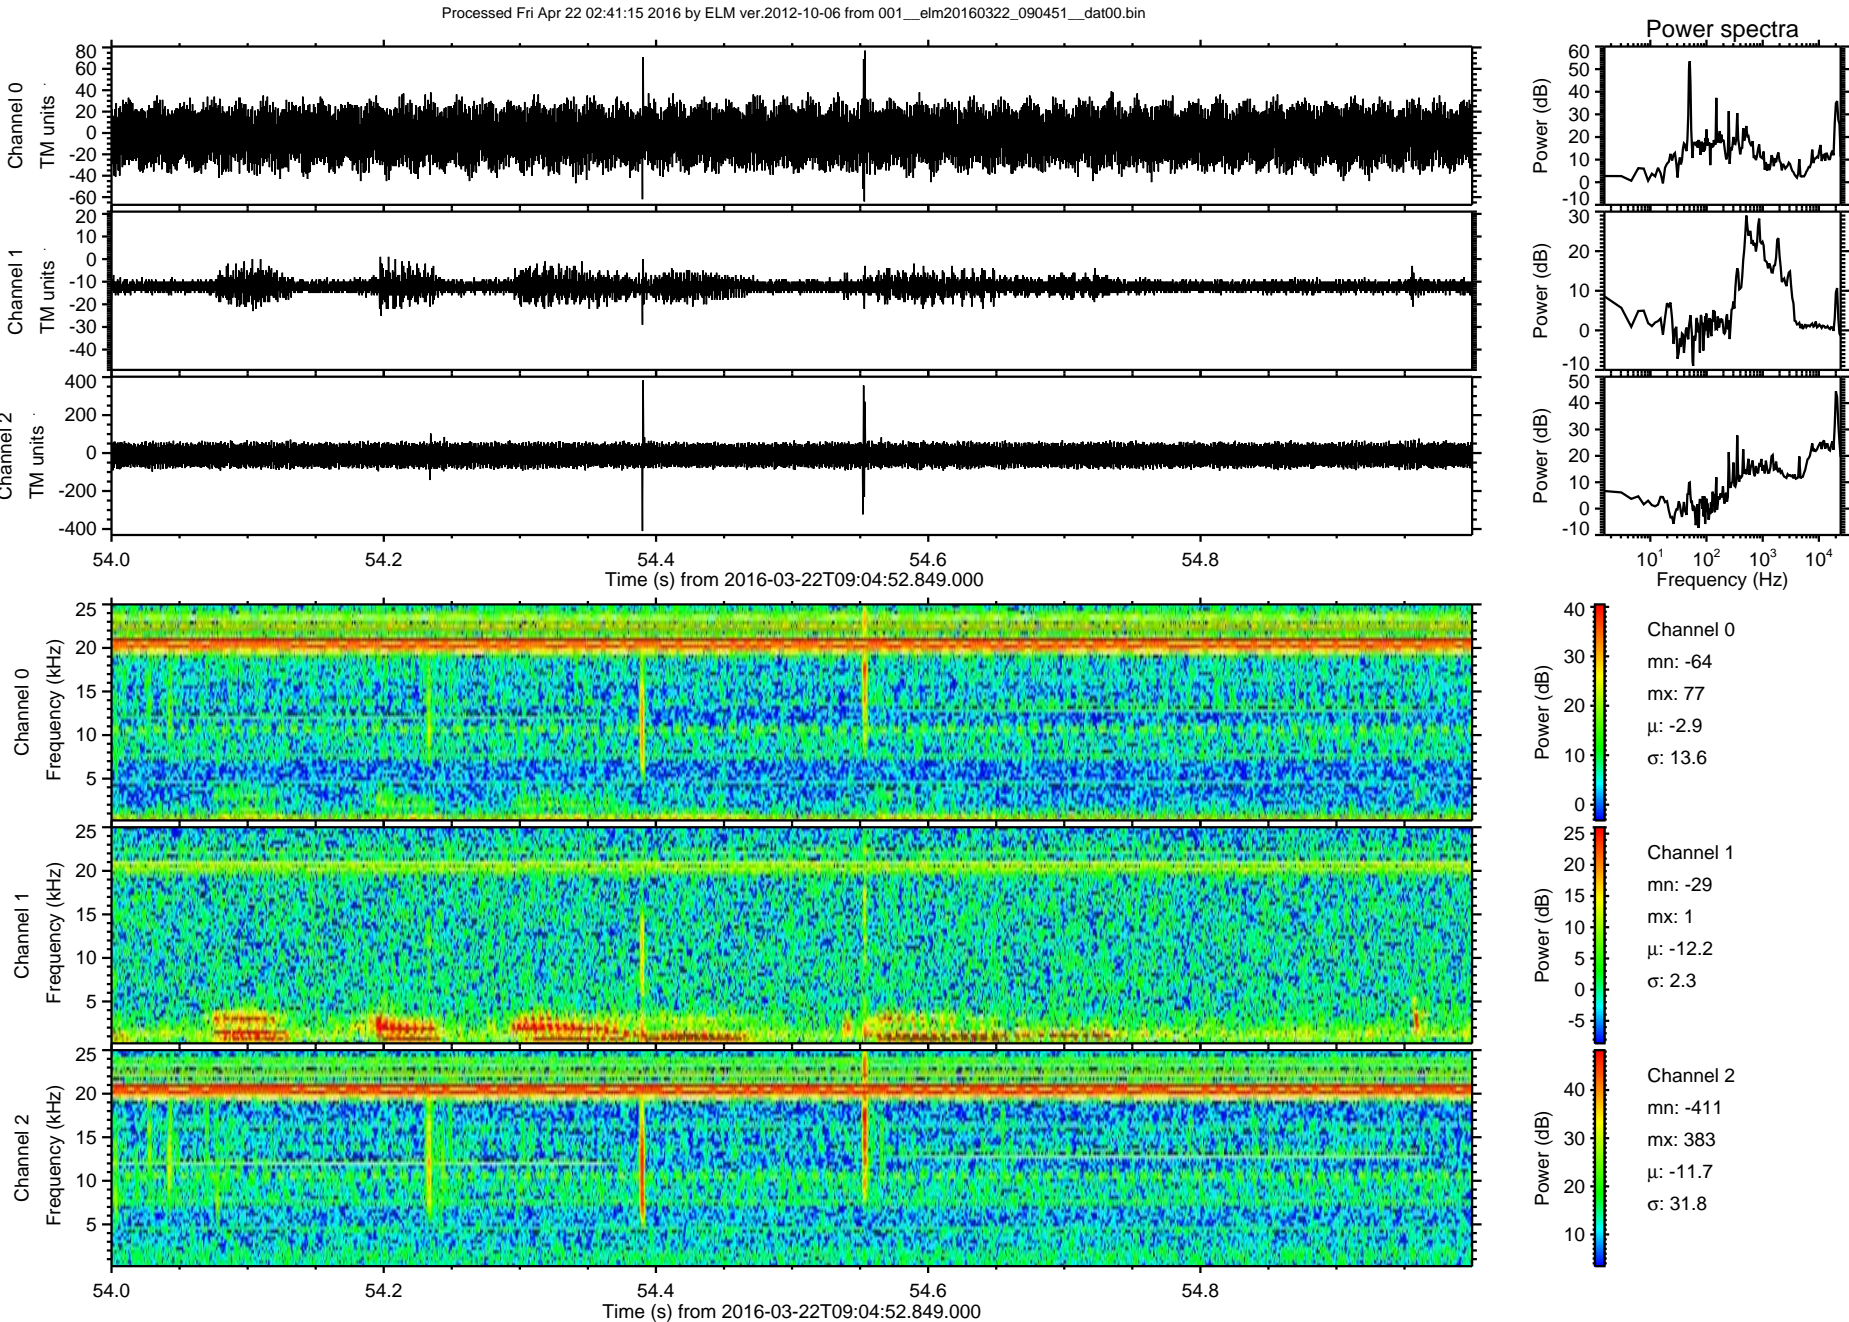 Processed Fri Apr 22 02:41:15 2016 by ELM ver.2012-10-06 from 001__elm20160322_090451__dat00.bin
Power spectra
Channel 0
TM units
80
60
40
20
0
-20
-40
-60
Power (dB)
60
50
40
30
20
10
0
-10
Channel 1
TM units
20
10
0
-10
-20
-30
-40
Power (dB)
30
20
10
0
-10
Channel 2
TM units
400
200
0
-200
-400
Power (dB)
50
40
30
20
10
0
-10
54.0 54.2 54.4 54.6 54.8
Time (s) from 2016-03-22T09:04:52.849.000
10^1 10^2 10^3 10^4
Frequency (Hz)
Channel 0
Frequency (kHz)
25
20
15
10
5
Power (dB)
40
30
20
10
0
Channel 0
mn: -64
mx: 77
μ: -2.9
σ: 13.6
Channel 1
Frequency (kHz)
25
20
15
10
5
Power (dB)
25
20
15
10
5
0
-5
Channel 1
mn: -29
mx: 1
μ: -12.2
σ: 2.3
Channel 2
Frequency (kHz)
25
20
15
10
5
Power (dB)
40
30
20
10
Channel 2
mn: -411
mx: 383
μ: -11.7
σ: 31.8
54.0 54.2 54.4 54.6 54.8
Time (s) from 2016-03-22T09:04:52.849.000